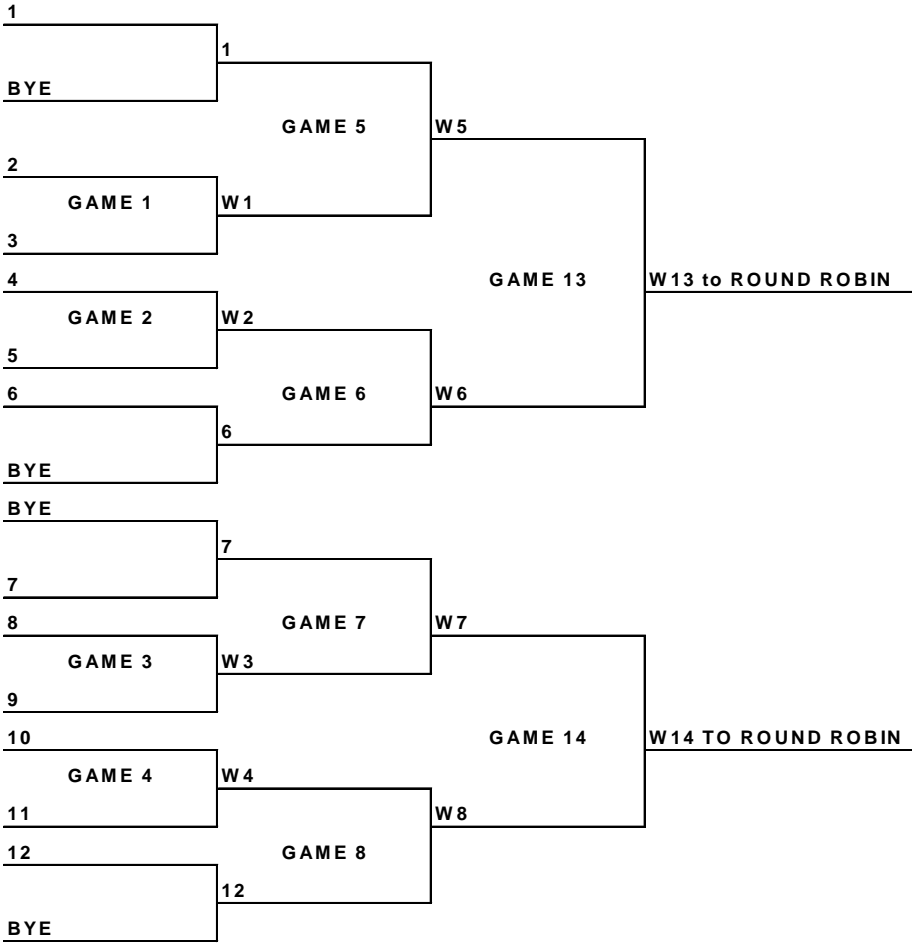 1
1
BYE
GAME 5
W5
2
GAME 1
W1
3
4
GAME 13
W13 to ROUND ROBIN
GAME 2
W2
5
6
GAME 6
W6
6
BYE
BYE
7
7
8
GAME 7
W7
GAME 3
W3
9
10
GAME 14
W14 TO ROUND ROBIN
GAME 4
W4
11
W8
12
GAME 8
12
BYE